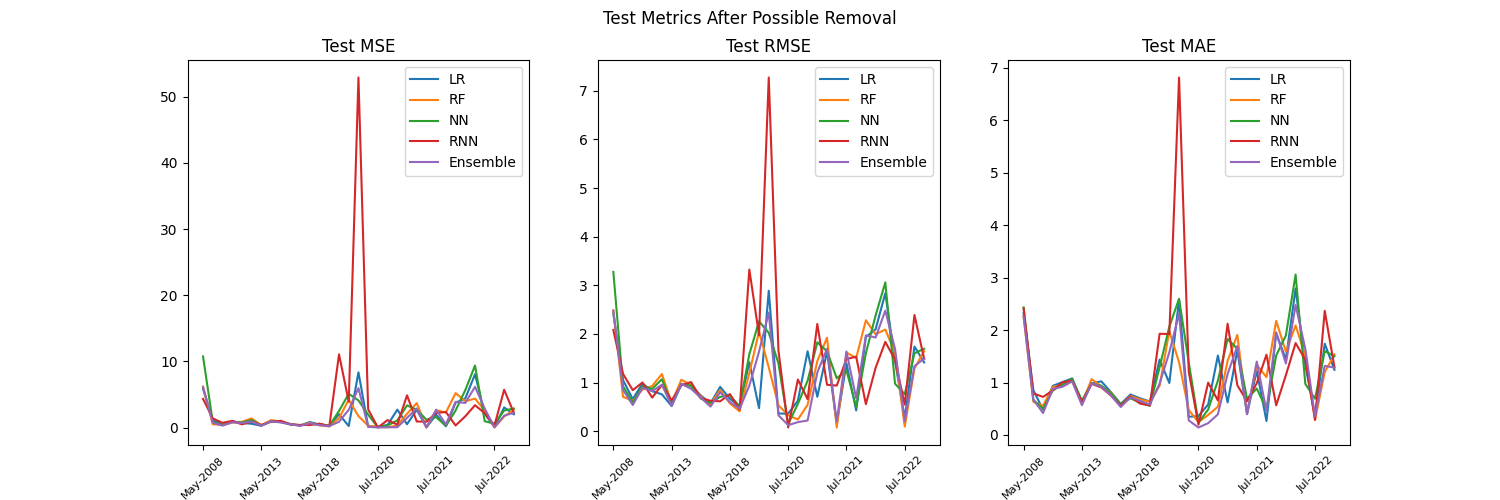 Test Metrics After Possible Removal
Test MSE
LR
RF
NN
RNN
Ensemble
50
40
30
20
10
0
May-2008
May-2013
May-2018
Jul-2020
Jul-2021
Jul-2022
Test RMSE
LR
RF
NN
RNN
Ensemble
7
6
5
4
3
2
1
0
May-2008
May-2013
May-2018
Jul-2020
Jul-2021
Jul-2022
Test MAE
LR
RF
NN
RNN
Ensemble
7
6
5
4
3
2
1
0
May-2008
May-2013
May-2018
Jul-2020
Jul-2021
Jul-2022